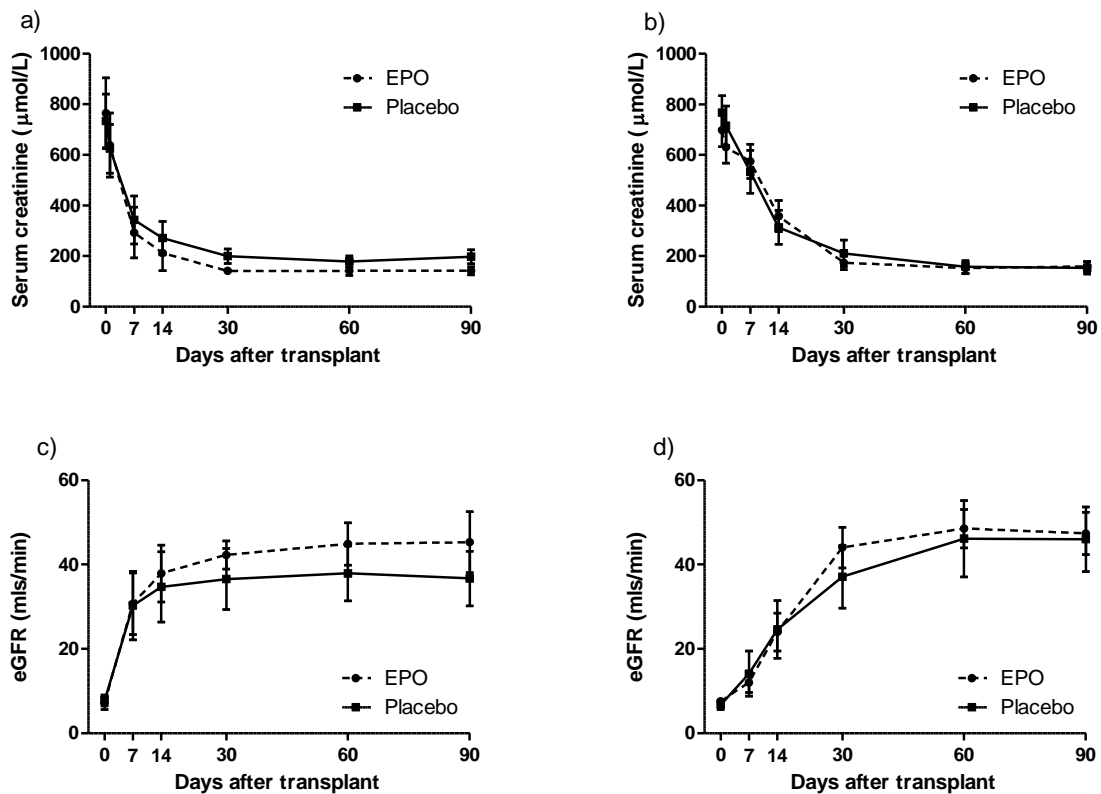 a)
1000
800
600
400
200
0
Serum creatinine ( μmol/L)
EPO
Placebo
0 7 14 30 60 90
Days after transplant
b)
1000
800
600
400
200
0
Serum creatinine ( μmol/L)
EPO
Placebo
0 7 14 30 60 90
Days after transplant
c)
60
40
20
0
eGFR (mls/min)
EPO
Placebo
0 7 14 30 60 90
Days after transplant
d)
60
40
20
0
eGFR (mls/min)
EPO
Placebo
0 7 14 30 60 90
Days after transplant